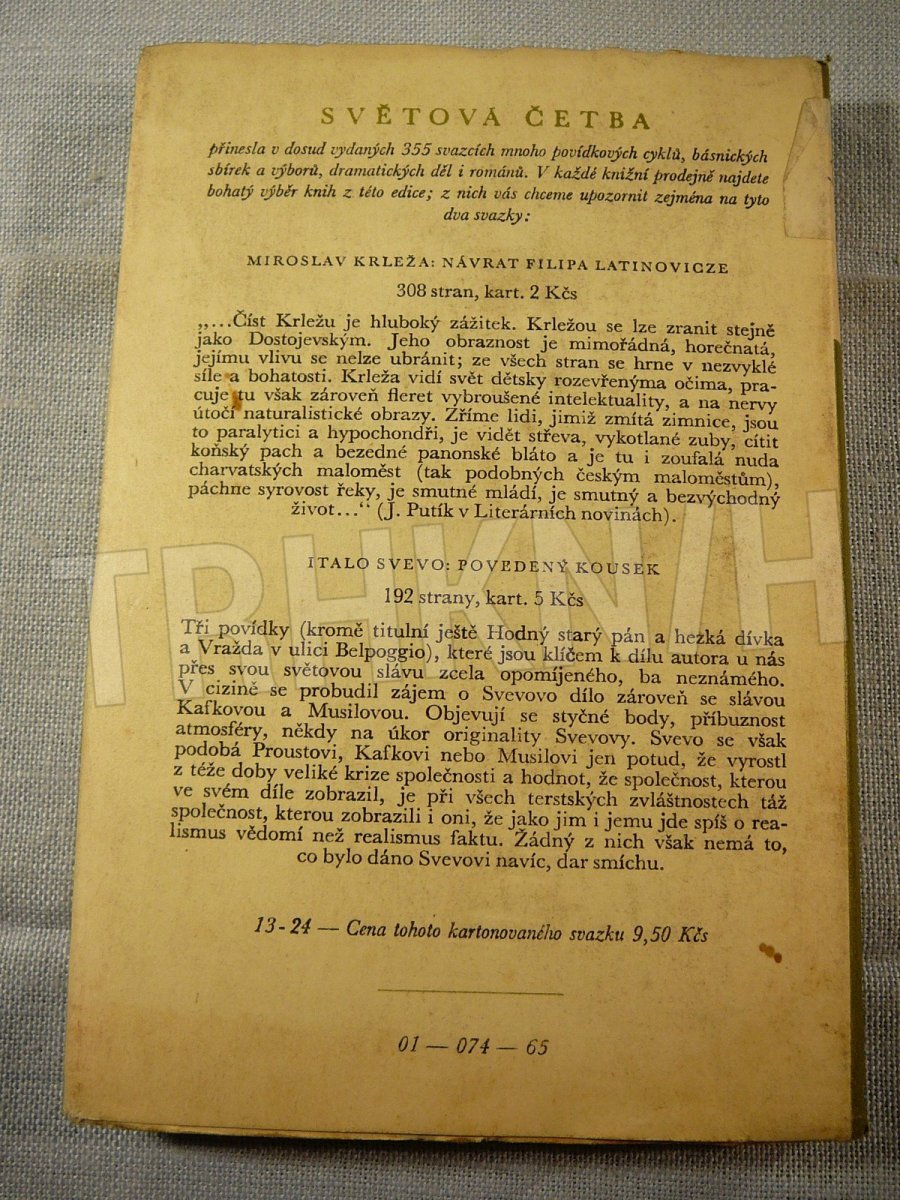 SVĚTOVÁ ČETBA
přinesla v dosud vydaných 355 svazcích mnoho povídkových cyklů, básnických
sbírek a výborů, dramatických děl i románů. V každé knižní prodejně najdete
bohatý výběr knih z této edice; z nich vás chceme upozornit zejména na tyto
dva svazky:
MIROSLAV KRLEŽA: NÁVRAT FILIPA LATINOVICZE
308 stran, kart. 2 Kčs
„...Číst Krležu je hluboký zážitek. Krležou se lze zranit stejně
jako Dostojevským. Jeho obraznost je mimořádná, horečnatá,
jejímu vlivu se nelze ubránit; ze všech stran se hrne v nezvyklé
síle a bohatosti. Krleža vidí svět dětsky rozevřenýma očima, pra-
cuje tu však zároveň fleret vybroušené intelektuality, a na nervy
útočí naturalistické obrazy. Zříme lidi, jimiž zmítá zimnice, jsou
to paralytici a hypochondři, je vidět střeva, vykotlané zuby, cítit
koňský pach a bezedné panonské bláto a je tu i zoufalá nuda
charvatských maloměst (tak podobných českým maloměstům),
páchne syrovost řeky, je smutné mládí, je smutný a bezvýchodný
život...“ (J. Putík v Literárních novinách).
ITALO SVEVO: POVEDENÝ KOUSEK
192 strany, kart. 5 Kčs
Tři povídky (kromě titulní ještě Hodný starý pán a hezká dívka
a Vražda v ulici Belpoggio), které jsou klíčem k dílu autora u nás
přes svou světovou slávu zcela opomíjeného, ba neznámého.
V cizině se probudil zájem o Svevovo dílo zároveň se slávou
Kafkovou a Musilovou. Objevují se styčné body, příbuznost
atmosféry, někdy na úkor originality Svevovy. Svevo se však
podobá Proustovi, Kafkovi nebo Musilovi jen potud, že vyrostl
z téže doby veliké krize společnosti a hodnot, že společnost, kterou
ve svém díle zobrazil, je při všech terstských zvláštnostech táž
společnost, kterou zobrazili i oni, že jako jim i jemu jde spíš o rea-
lismus vědomí než realismus faktu. Žádný z nich však nemá to,
co bylo dáno Svevovi navíc, dar smíchu.
13-24 — Cena tohoto kartonovaného svazku 9,50 Kčs
01 — 074 — 65
TRHKNIH